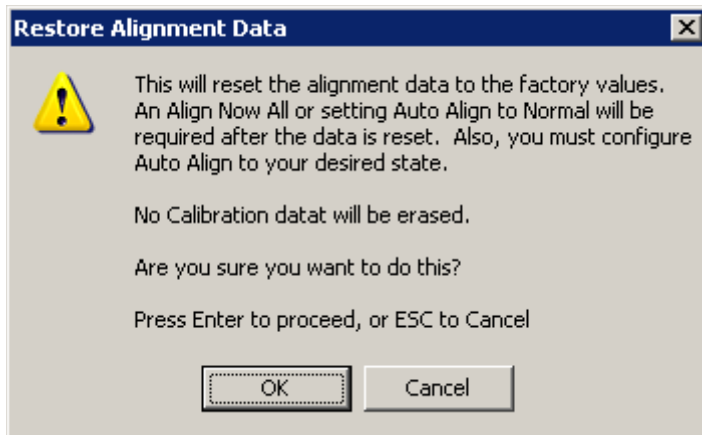 Restore Alignment Data
This will reset the alignment data to the factory values.
An Align Now All or setting Auto Align to Normal will be
required after the data is reset.  Also, you must configure
Auto Align to your desired state.
No Calibration datat will be erased.
Are you sure you want to do this?
Press Enter to proceed, or ESC to Cancel
OK
Cancel